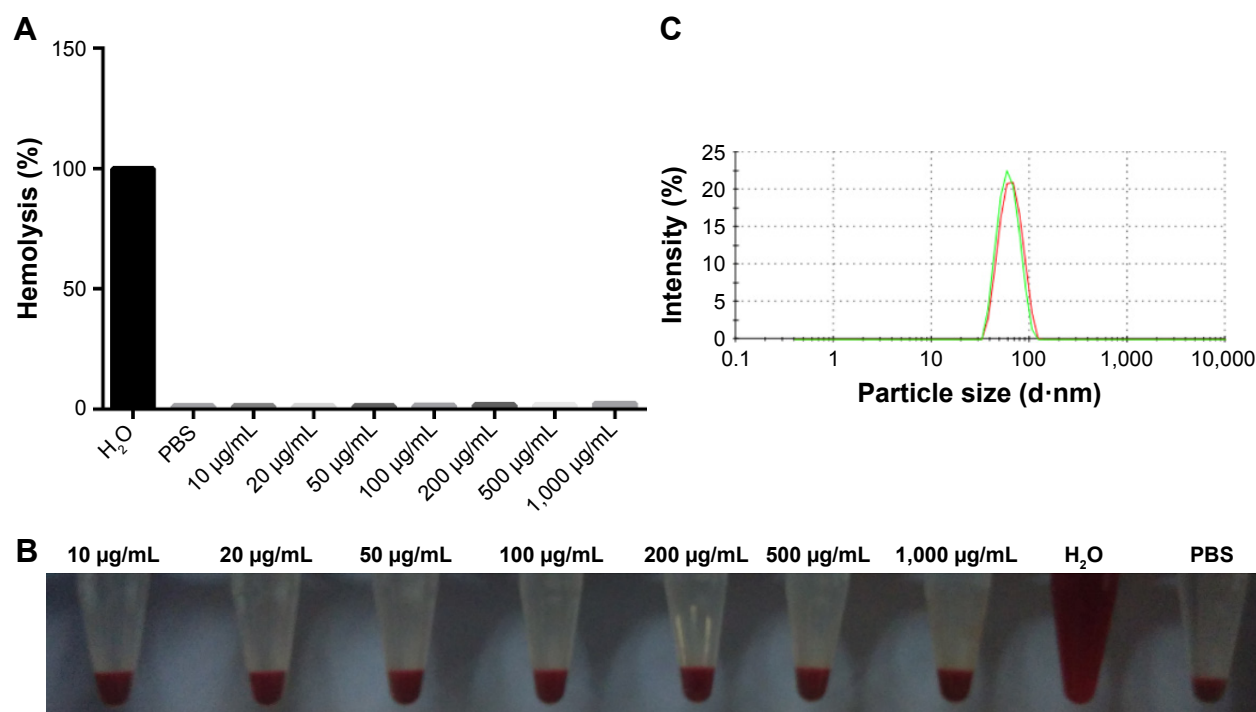 A
Hemolysis (%)
150
100
50
0
H₂O
PBS
10 µg/mL
20 µg/mL
50 µg/mL
100 µg/mL
200 µg/mL
500 µg/mL
1,000 µg/mL
C
Intensity (%)
25
20
15
10
5
0
0.1 1 10 100 1,000 10,000
Particle size (d·nm)
B
10 µg/mL 20 µg/mL 50 µg/mL 100 µg/mL 200 µg/mL 500 µg/mL 1,000 µg/mL H₂O PBS